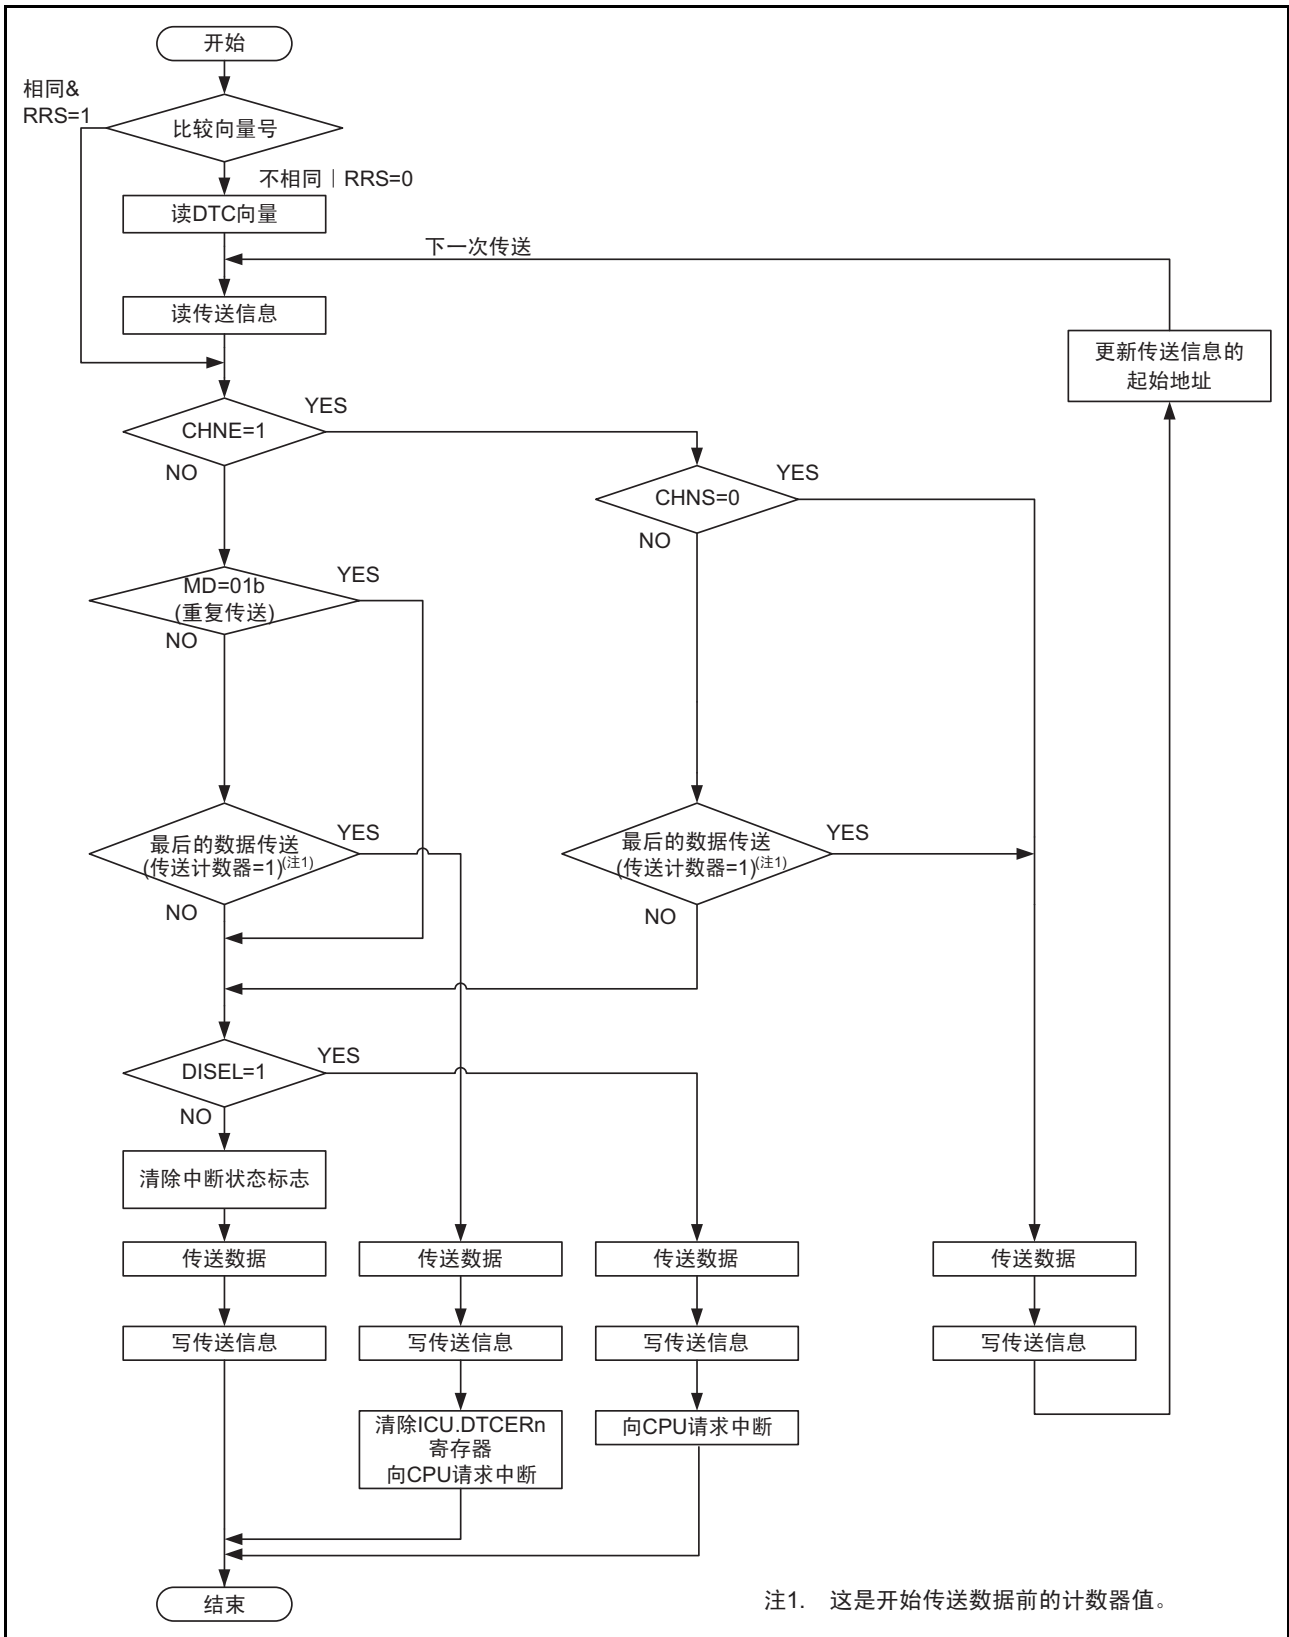 开始
相同&
RRS=1
比较向量号
不相同｜RRS=0
读DTC向量
下一次传送
读传送信息
更新传送信息的
起始地址
YES
CHNE=1
NO
YES
CHNS=0
NO
YES
MD=01b
(重复传送)
NO
YES
最后的数据传送
(传送计数器=1)(注1)
NO
YES
最后的数据传送
(传送计数器=1)(注1)
NO
YES
DISEL=1
NO
清除中断状态标志
传送数据
传送数据
传送数据
传送数据
写传送信息
写传送信息
写传送信息
写传送信息
清除ICU.DTCERn
寄存器
向CPU请求中断
向CPU请求中断
结束
注1. 这是开始传送数据前的计数器值。